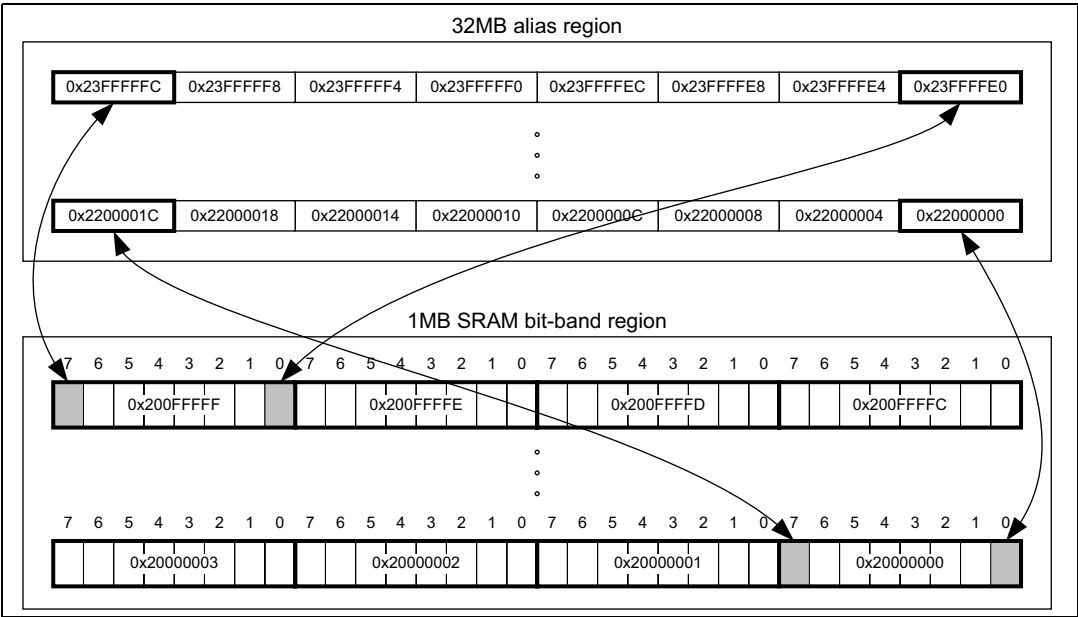 32MB alias region
0x23FFFFFC 0x23FFFFF8 0x23FFFFF4 0x23FFFFF0 0x23FFFFEC 0x23FFFFE8 0x23FFFFE4 0x23FFFFE0
0x2200001C 0x22000018 0x22000014 0x22000010 0x2200000C 0x22000008 0x22000004 0x22000000
1MB SRAM bit-band region
7 6 5 4 3 2 1 0 7 6 5 4 3 2 1 0 7 6 5 4 3 2 1 0 7 6 5 4 3 2 1 0
0x200FFFFF 0x200FFFFE 0x200FFFFD 0x200FFFFC
7 6 5 4 3 2 1 0 7 6 5 4 3 2 1 0 7 6 5 4 3 2 1 0 7 6 5 4 3 2 1 0
0x20000003 0x20000002 0x20000001 0x20000000